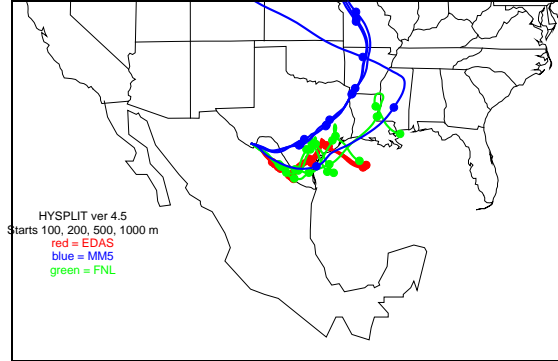 HYSPLIT ver 4.5
Starts 100, 200, 500, 1000 m
red = EDAS
blue = MM5
green = FNL